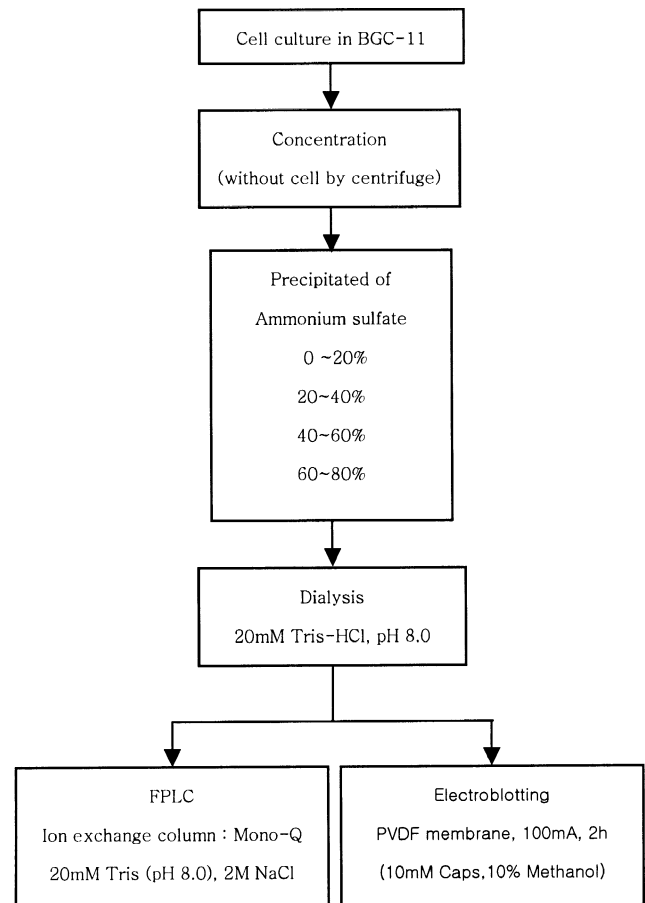 Cell culture in BGC-11
Concentration
(without cell by centrifuge)
Precipitated of
Ammonium sulfate
0 ~20%
20~40%
40~60%
60~80%
Dialysis
20mM Tris-HCl, pH 8.0
FPLC
Ion exchange column : Mono-Q
20mM Tris (pH 8.0), 2M NaCl
Electroblotting
PVDF membrane, 100mA, 2h
(10mM Caps,10% Methanol)